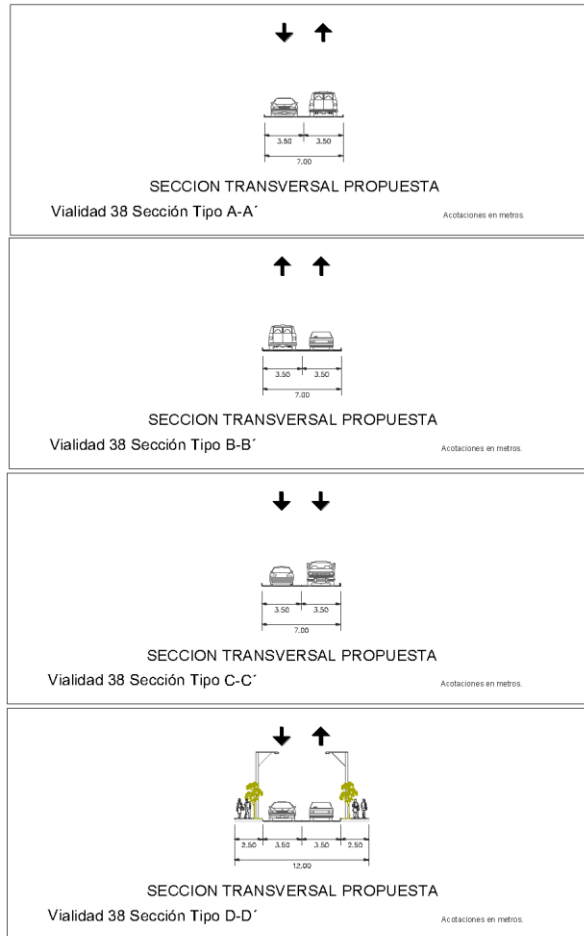 3.50 3.50
7.00
SECCION TRANSVERSAL PROPUESTA
Vialidad 38 Sección Tipo A-A´
Acotaciones en metros.
3.50 3.50
7.00
SECCION TRANSVERSAL PROPUESTA
Vialidad 38 Sección Tipo B-B´
Acotaciones en metros.
3.50 3.50
7.00
SECCION TRANSVERSAL PROPUESTA
Vialidad 38 Sección Tipo C-C´
Acotaciones en metros.
2.50 3.50 3.50 2.50
12.00
SECCION TRANSVERSAL PROPUESTA
Vialidad 38 Sección Tipo D-D´
Acotaciones en metros.